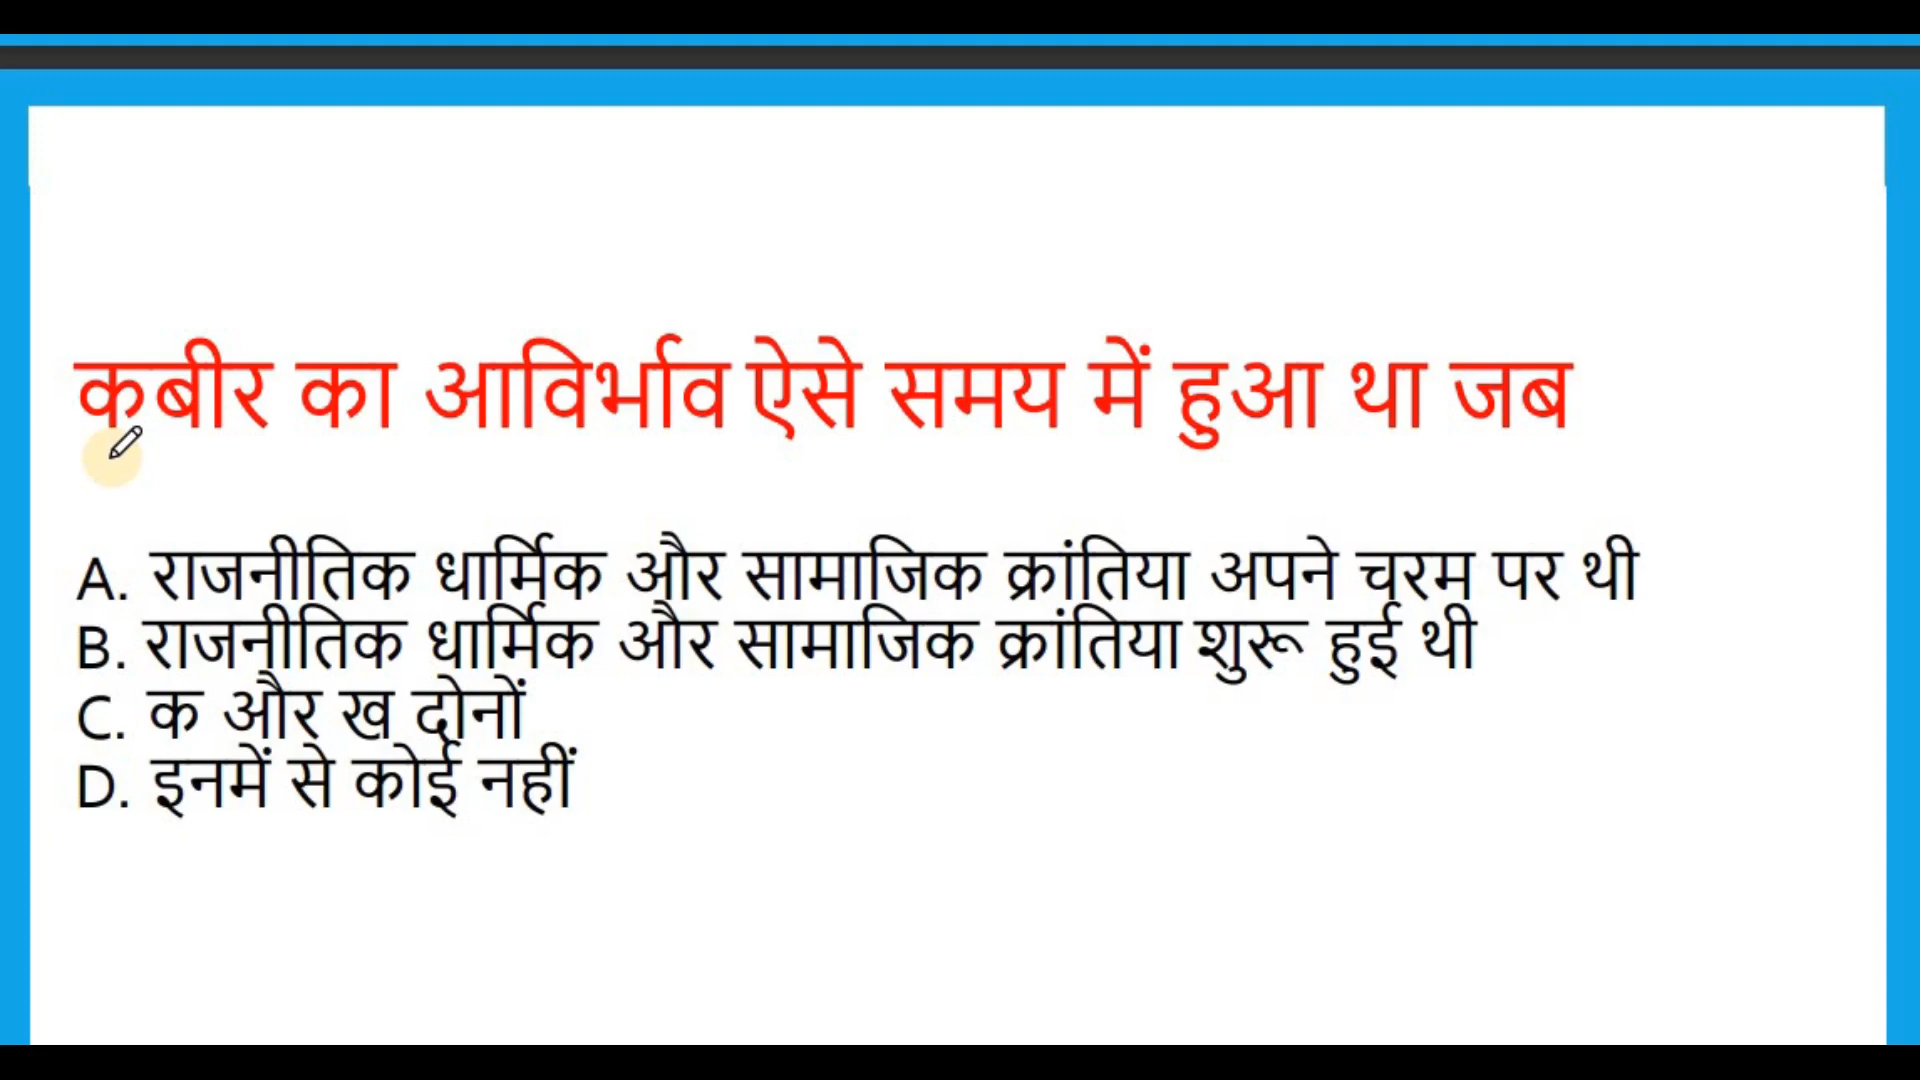 कबीर का आविर्भाव ऐसे समय में हुआ था जब
A. राजनीतिक धार्मिक और सामाजिक क्रांतिया अपने चरम पर थी
B. राजनीतिक धार्मिक और सामाजिक क्रांतिया शुरू हुई थी
C. क और ख दोनों
D. इनमें से कोई नहीं